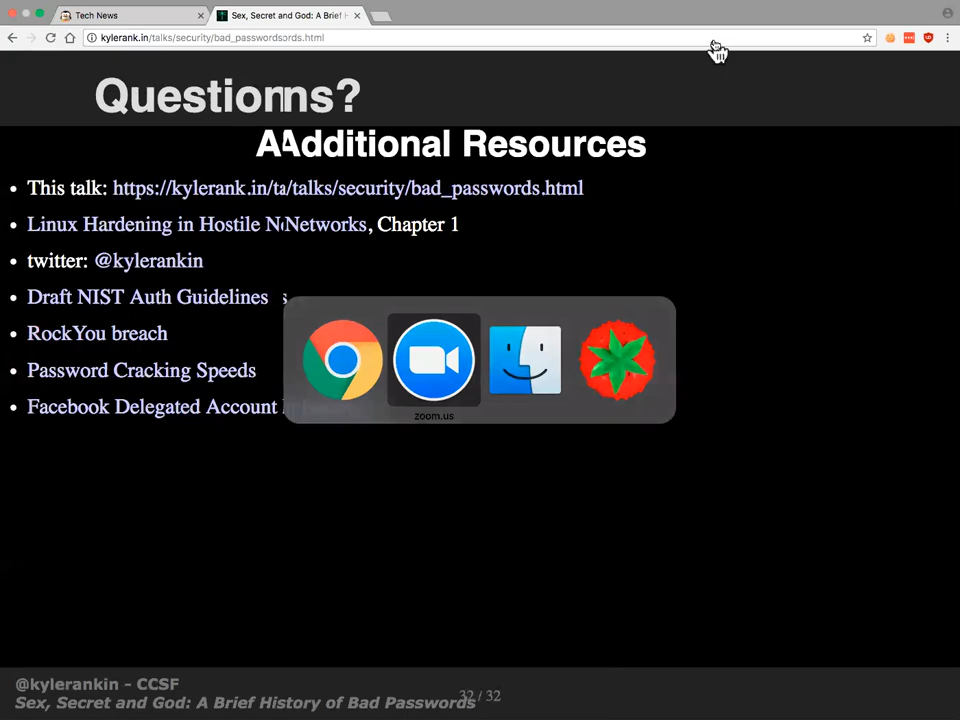 Tech News
Sex, Secret and God: A Brief H
kylerank.in/talks/security/bad_passwordsords.html
Questiornns?
AAdditional Resources
• This talk: https://kylerank.in/ta/talks/security/bad_passwords.html
• Linux Hardening in Hostile NNetworks, Chapter 1
• twitter: @kylerankin
• Draft NIST Auth Guidelines s
• RockYou breach
• Password Cracking Speeds
• Facebook Delegated Account
zoom.us
@kylerankin - CCSF
Sex, Secret and God: A Brief History of Bad Passwords
32 / 32